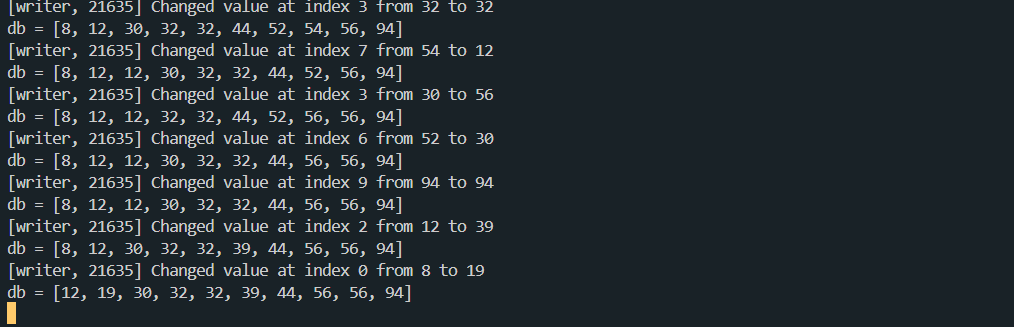 [writer, 21635] Changed value at index 3 from 32 to 32
db = [8, 12, 30, 32, 32, 44, 52, 54, 56, 94]
[writer, 21635] Changed value at index 7 from 54 to 12
db = [8, 12, 12, 30, 32, 32, 44, 52, 56, 94]
[writer, 21635] Changed value at index 3 from 30 to 56
db = [8, 12, 12, 32, 32, 44, 52, 56, 56, 94]
[writer, 21635] Changed value at index 6 from 52 to 30
db = [8, 12, 12, 30, 32, 32, 44, 56, 56, 94]
[writer, 21635] Changed value at index 9 from 94 to 94
db = [8, 12, 12, 30, 32, 32, 44, 56, 56, 94]
[writer, 21635] Changed value at index 2 from 12 to 39
db = [8, 12, 30, 32, 32, 39, 44, 56, 56, 94]
[writer, 21635] Changed value at index 0 from 8 to 19
db = [12, 19, 30, 32, 32, 39, 44, 56, 56, 94]